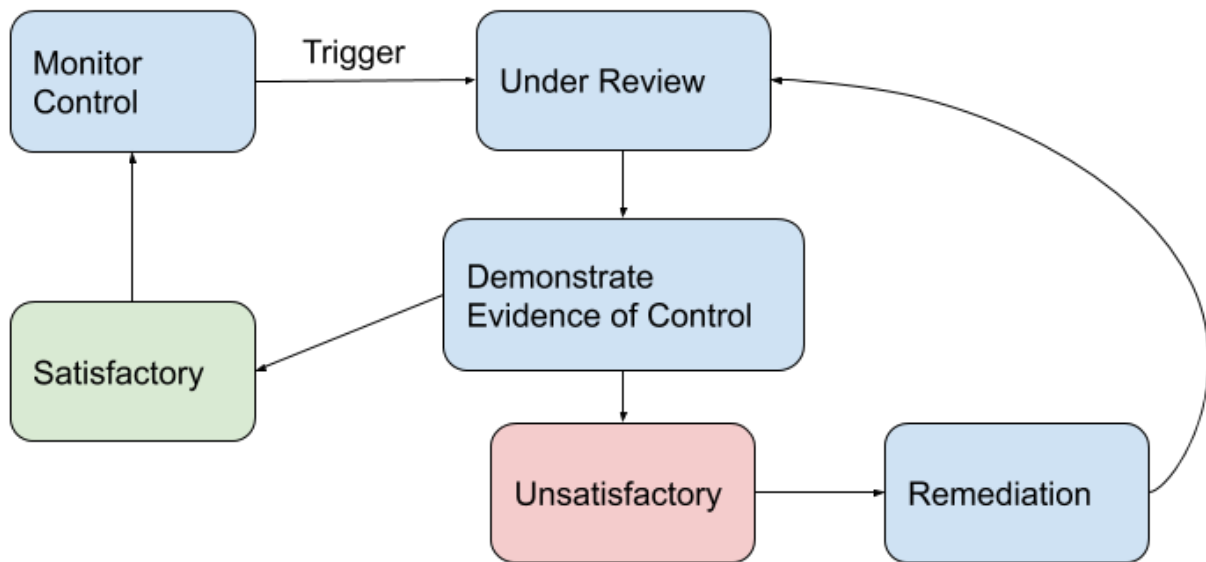 Monitor
Control
Trigger
Under Review
Demonstrate
Evidence of Control
Satisfactory
Unsatisfactory
Remediation